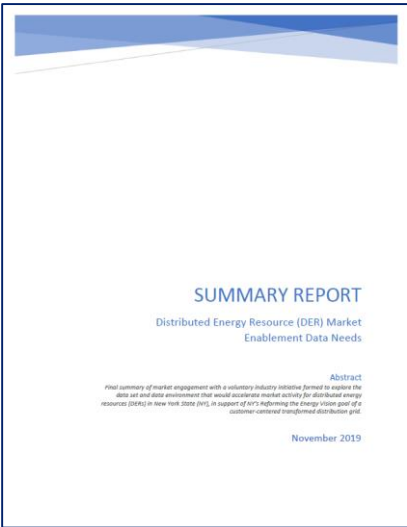 SUMMARY REPORT
Distributed Energy Resource (DER) Market
Enablement Data Needs
Abstract
Final summary of market engagement with a voluntary industry initiative formed to explore the
data set and data environment that would accelerate market activity for distributed energy
resources (DERs) in New York State (NY), in support of NY's Reforming the Energy Vision goal of a
customer-centered transformed distribution grid.
November 2019